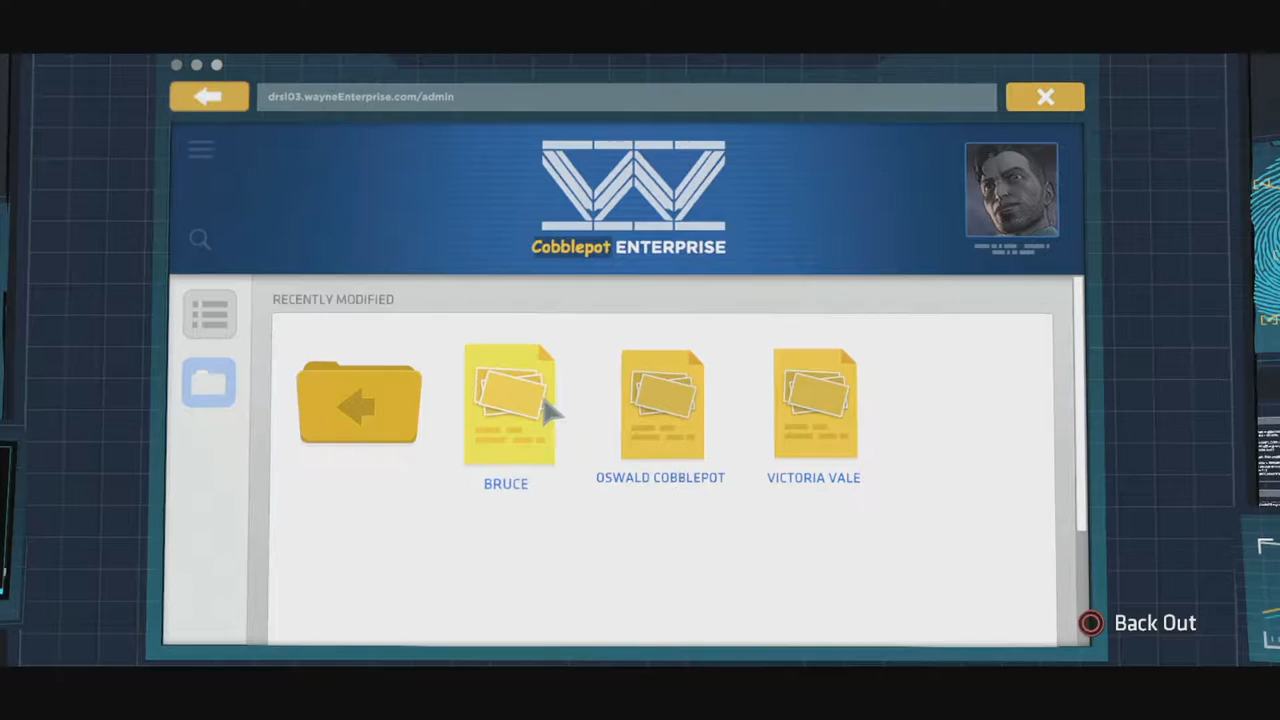 drsl03.wayneEnterprise.com/admin
W
Cobblepot ENTERPRISE
RECENTLY MODIFIED
BRUCE
OSWALD COBBLEPOT
VICTORIA VALE
Back Out